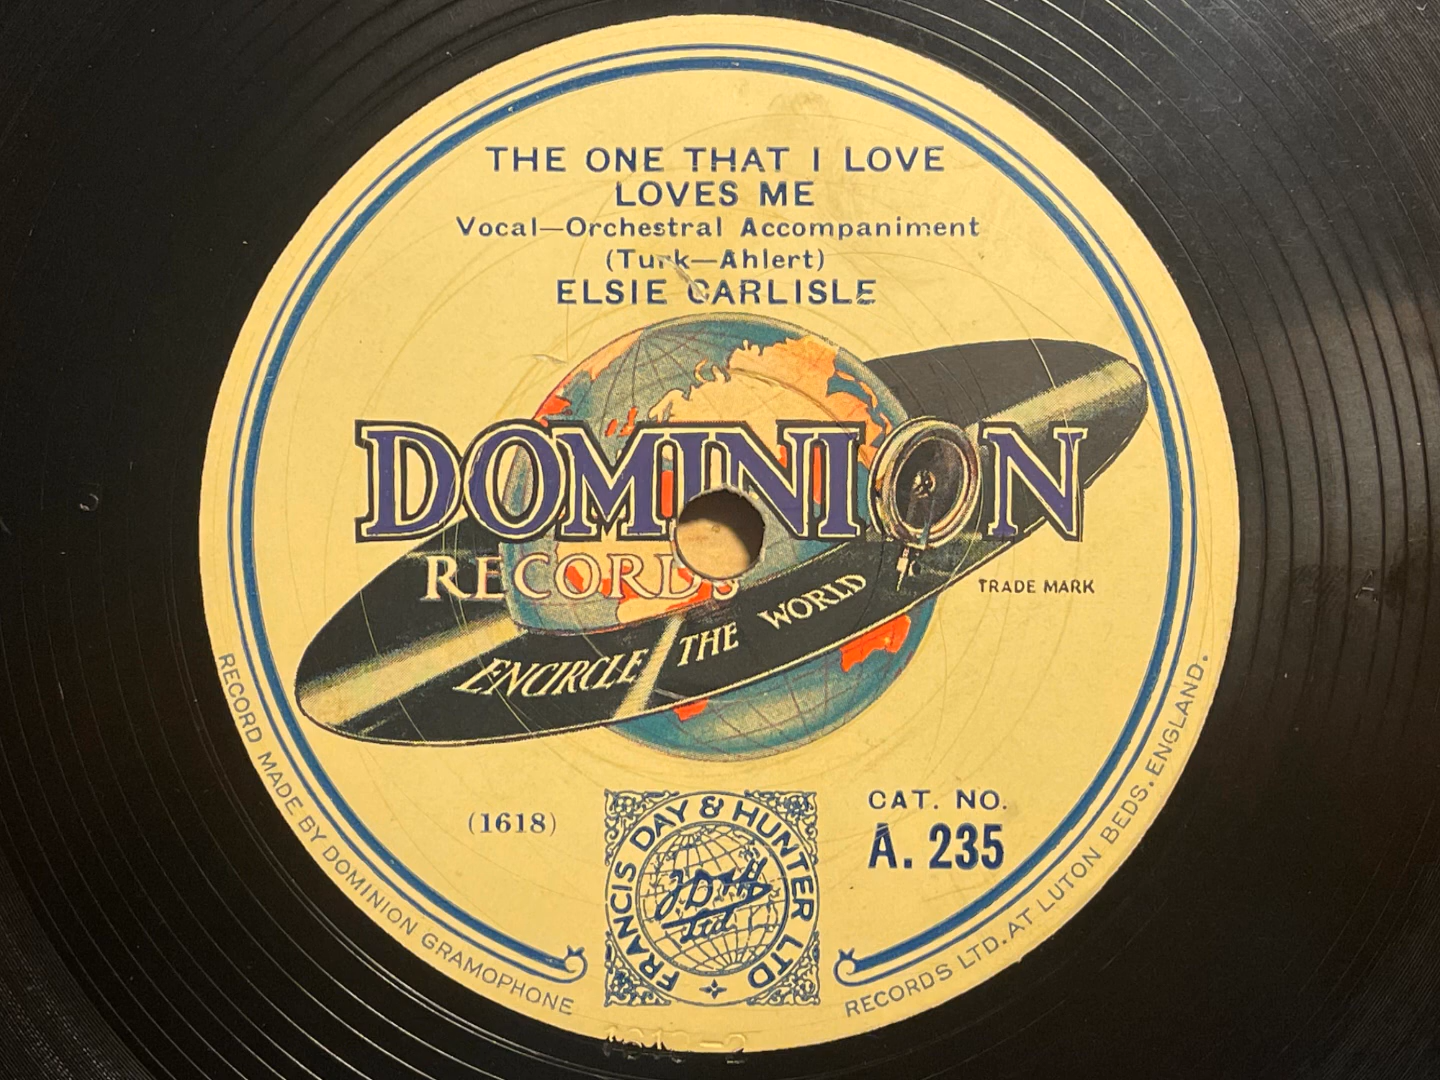 THE ONE THAT I LOVE
LOVES ME
Vocal—Orchestral Accompaniment
(Turk—Ahlert)
ELSIE CARLISLE
DOMINION
RECORDS
ENCIRCLE THE WORLD
TRADE MARK
(1618)
FRANCIS DAY & HUNTER LTD
CAT. NO.
A. 235
RECORD MADE BY DOMINION GRAMOPHONE RECORDS LTD. AT LUTON BEDS. ENGLAND.